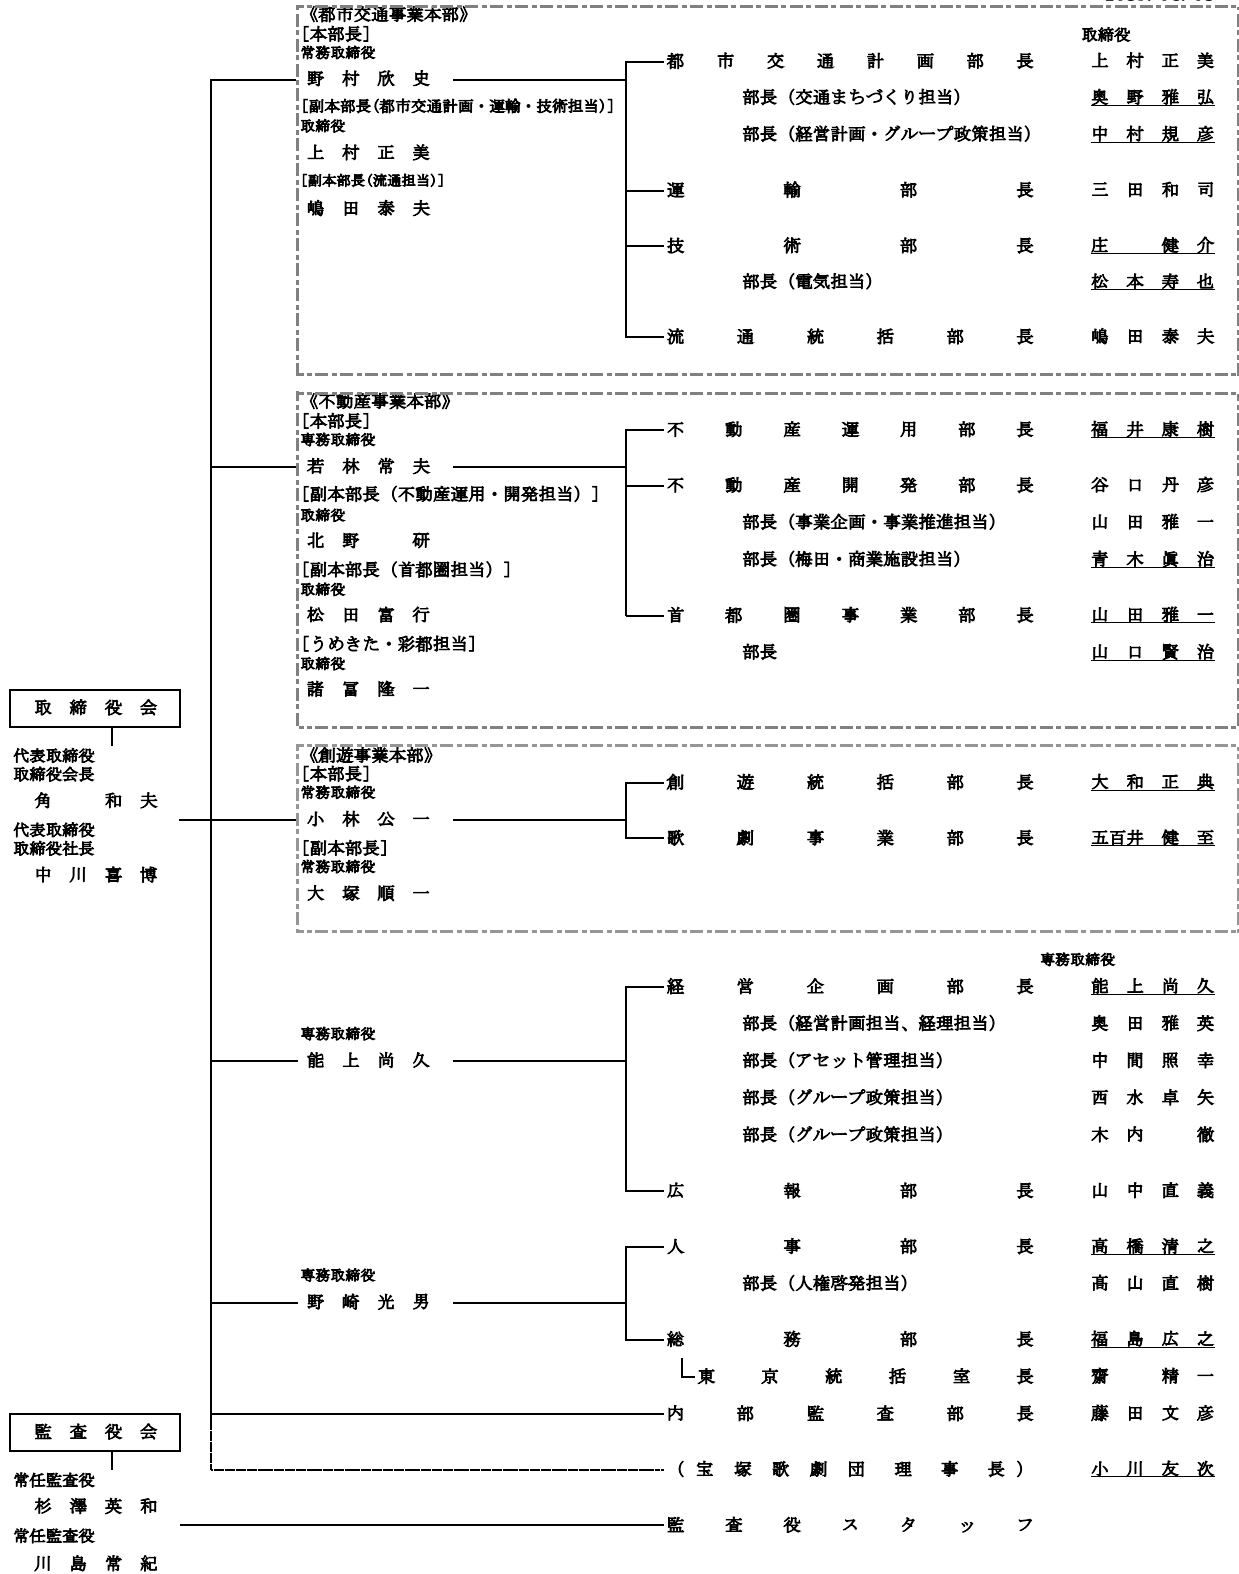 《都市交通事業本部》
[本部長]
常務取締役
野村欣史
[副本部長(都市交通計画・運輸・技術担当)]
取締役
上村正美
[副本部長(流通担当)]
嶋田泰夫
取締役
都市交通計画部長 上村正美
部長(交通まちづくり担当) 奥野雅弘
部長(経営計画・グループ政策担当) 中村規彦
運輸部長 三田和司
技術部長 庄健介
部長(電気担当) 松本寿也
流通統括部長 嶋田泰夫
《不動産事業本部》
[本部長]
専務取締役
若林常夫
[副本部長(不動産運用・開発担当)]
取締役
北野研
[副本部長(首都圏担当)]
取締役
松田富行
[うめきた・彩都担当]
取締役
諸冨隆一
不動産運用部長 福井康樹
不動産開発部長 谷口丹彦
部長(事業企画・事業推進担当) 山田雅一
部長(梅田・商業施設担当) 青木眞治
首都圏事業部長 山田雅一
部長 山口賢治
取締役会
代表取締役
取締役会長
角和夫
代表取締役
取締役社長
中川喜博
《創遊事業本部》
[本部長]
常務取締役
小林公一
[副本部長]
常務取締役
大塚順一
創遊統括部長 大和正典
歌劇事業部長 五百井健至
専務取締役
能上尚久
専務取締役
経営企画部長 能上尚久
部長(経営計画担当、経理担当) 奥田雅英
部長(アセット管理担当) 中間照幸
部長(グループ政策担当) 西水卓矢
部長(グループ政策担当) 木内徹
広報部長 山中直義
専務取締役
野崎光男
人事部長 高橋清之
部長(人権啓発担当) 髙山直樹
総務部長 福島広之
東京統括室長 齋精一
内部監査部長 藤田文彦
(宝塚歌劇団理事長) 小川友次
監査役会
常任監査役
杉澤英和
常任監査役
川島常紀
監査役スタッフ